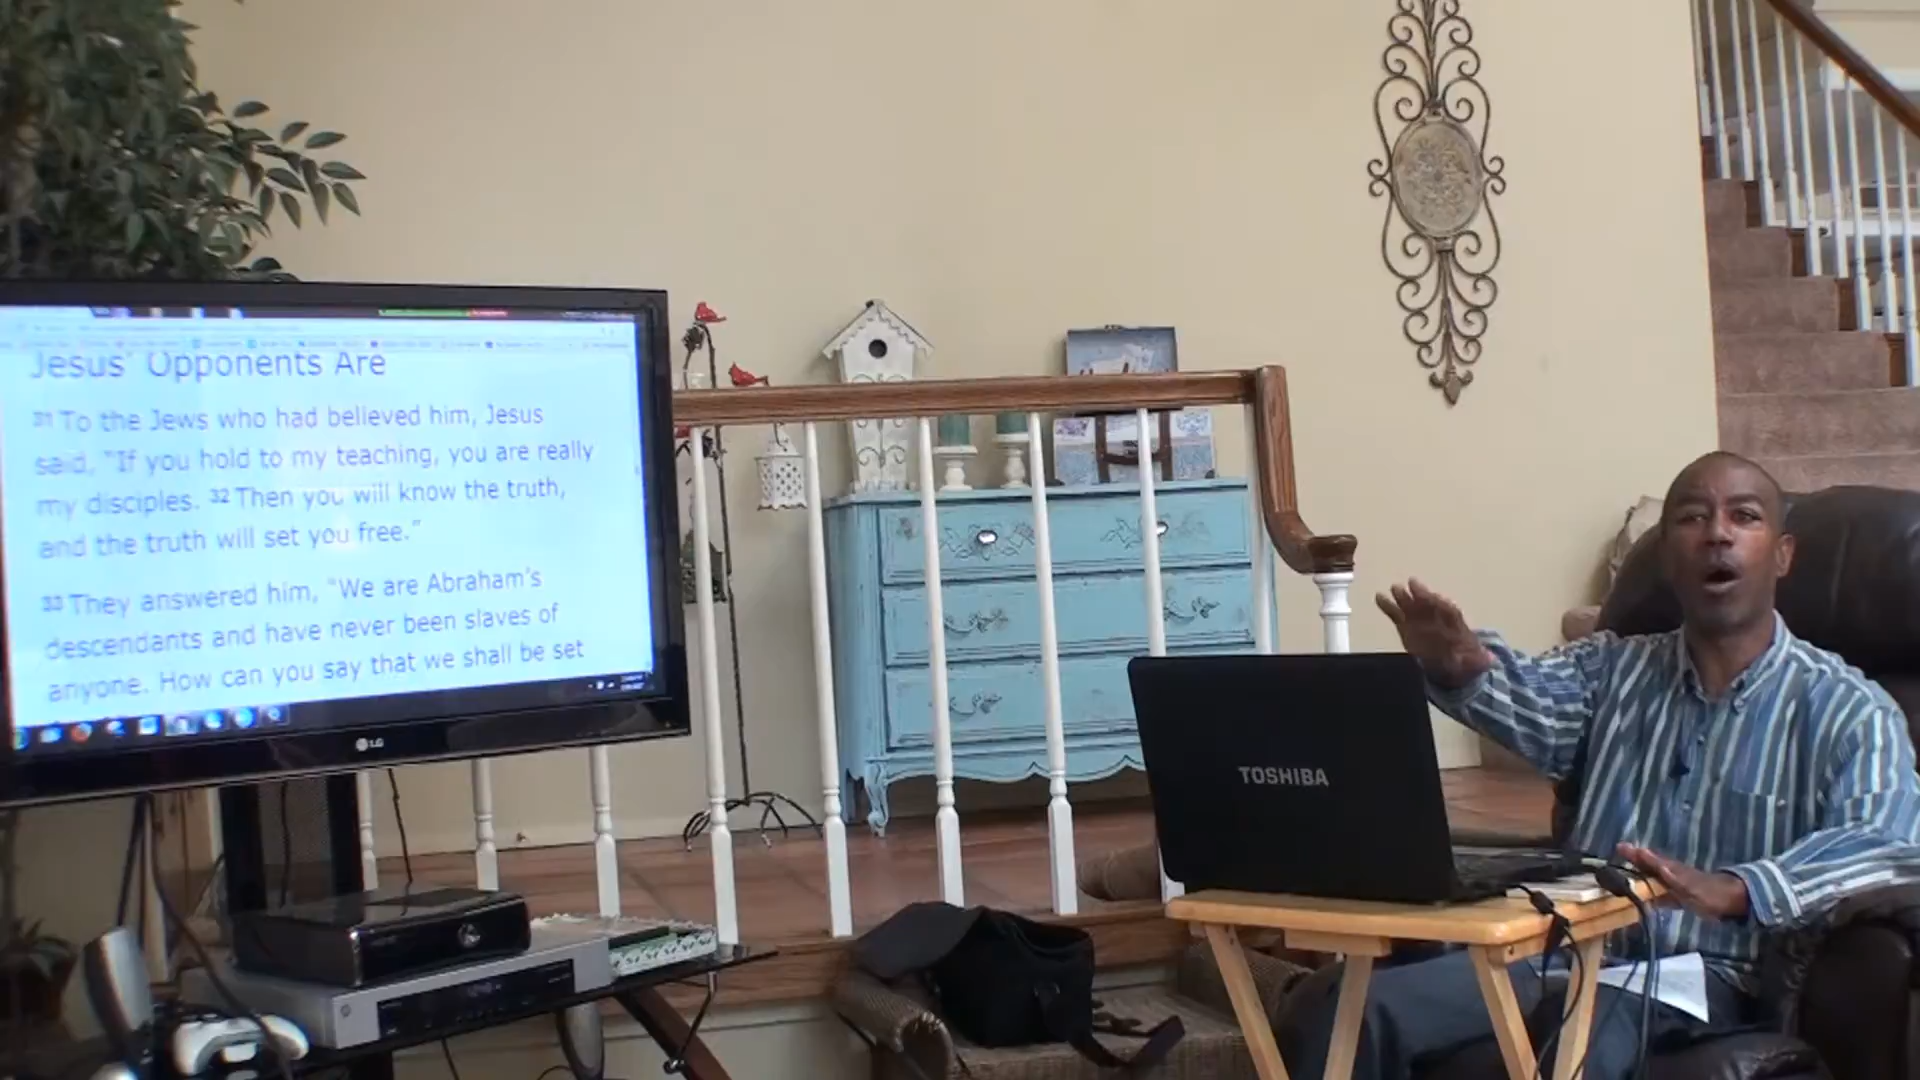 Jesus' Opponents Are
31 To the Jews who had believed him, Jesus
said, "If you hold to my teaching, you are really
my disciples. 32 Then you will know the truth,
and the truth will set you free."
33 They answered him, "We are Abraham's
descendants and have never been slaves of
anyone. How can you say that we shall be set
LG
TOSHIBA